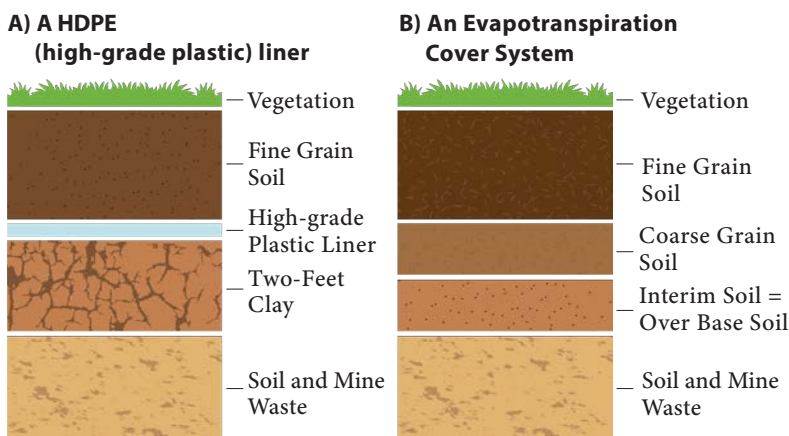 A) A HDPE
(high-grade plastic) liner
Vegetation
Fine Grain
Soil
High-grade
Plastic Liner
Two-Feet
Clay
Soil and Mine
Waste
B) An Evapotranspiration
Cover System
Vegetation
Fine Grain
Soil
Coarse Grain
Soil
Interim Soil =
Over Base Soil
Soil and Mine
Waste